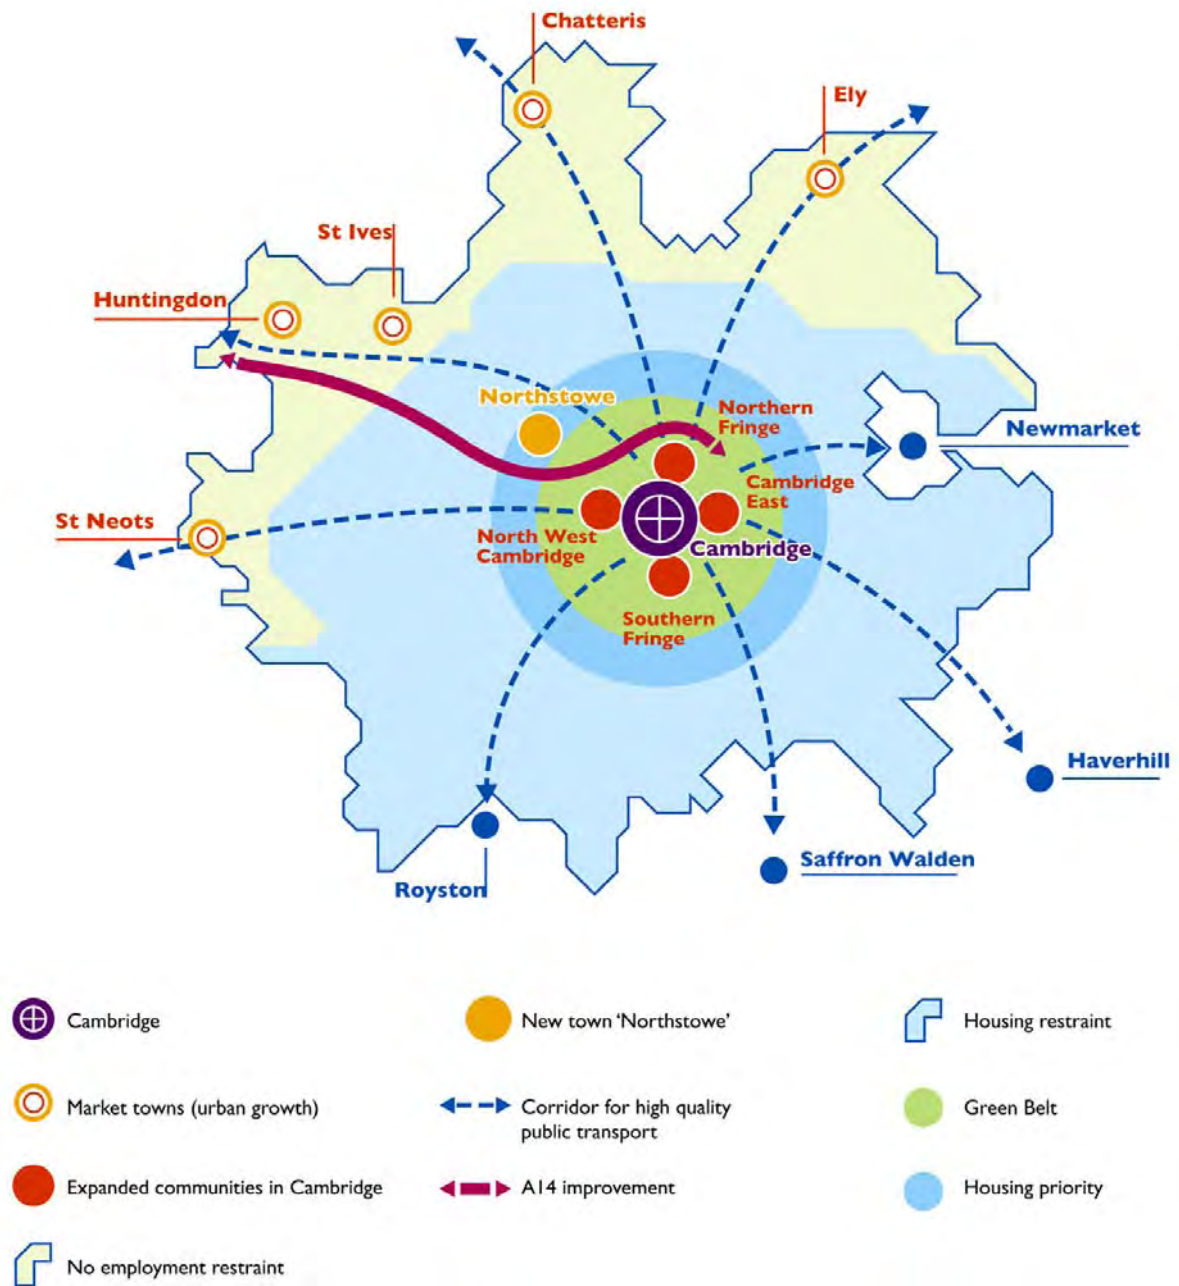 Chatteris
Ely
St Ives
Huntingdon
Northstowe
Northern
Fringe
Newmarket
Cambridge
East
St Neots
North West
Cambridge
Cambridge
Southern
Fringe
Haverhill
Saffron Walden
Royston
Cambridge
New town ‘Northstowe’
Housing restraint
Market towns (urban growth)
Corridor for high quality
public transport
Green Belt
Expanded communities in Cambridge
A14 improvement
Housing priority
No employment restraint